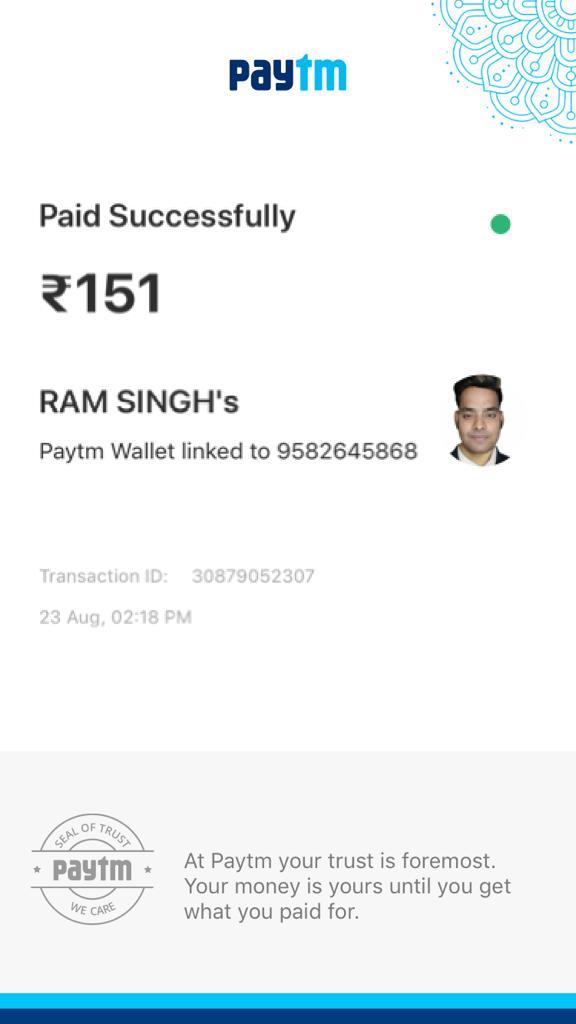 paytm
Paid Successfully
₹151
RAM SINGH's
Paytm Wallet linked to 9582645868
Transaction ID: 30879052307
23 Aug, 02:18 PM
SEAL OF TRUST
paytm
WE CARE
At Paytm your trust is foremost.
Your money is yours until you get
what you paid for.